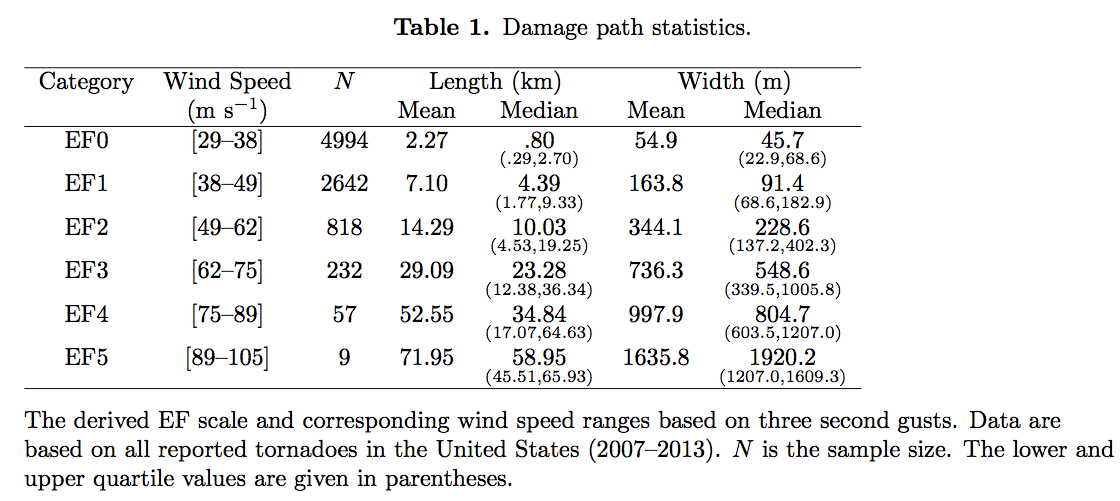 Table 1. Damage path statistics.
Category Wind Speed N Length (km) Width (m)
(m s⁻¹) Mean Median Mean Median
EF0 [29–38] 4994 2.27 .80 54.9 45.7
(.29,2.70) (22.9,68.6)
EF1 [38–49] 2642 7.10 4.39 163.8 91.4
(1.77,9.33) (68.6,182.9)
EF2 [49–62] 818 14.29 10.03 344.1 228.6
(4.53,19.25) (137.2,402.3)
EF3 [62–75] 232 29.09 23.28 736.3 548.6
(12.38,36.34) (339.5,1005.8)
EF4 [75–89] 57 52.55 34.84 997.9 804.7
(17.07,64.63) (603.5,1207.0)
EF5 [89–105] 9 71.95 58.95 1635.8 1920.2
(45.51,65.93) (1207.0,1609.3)
The derived EF scale and corresponding wind speed ranges based on three second gusts. Data are
based on all reported tornadoes in the United States (2007–2013). N is the sample size. The lower and
upper quartile values are given in parentheses.